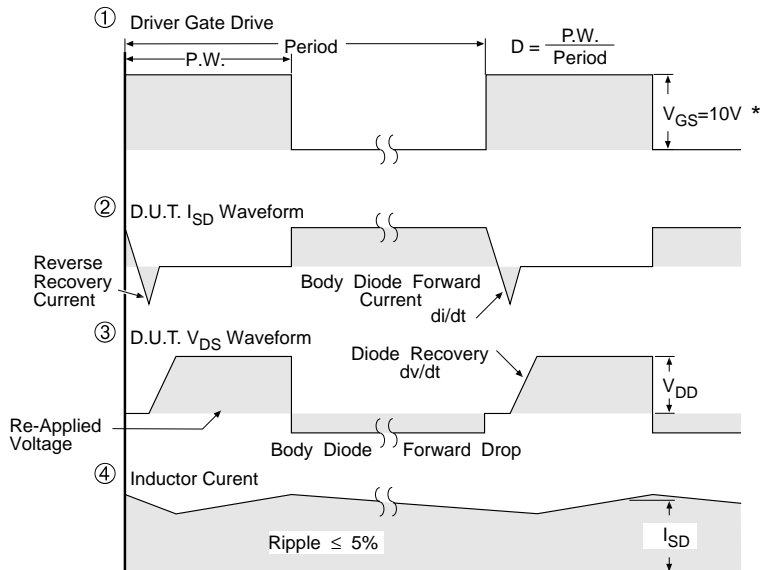 ① Driver Gate Drive
P.W.
Period
D = P.W.
Period
V_GS=10V *
② D.U.T. I_SD Waveform
Reverse
Recovery
Current
Body Diode Forward
Current
di/dt
③ D.U.T. V_DS Waveform
Diode Recovery
dv/dt
V_DD
Re-Applied
Voltage
Body Diode Forward Drop
④ Inductor Curent
Ripple ≤ 5%
I_SD